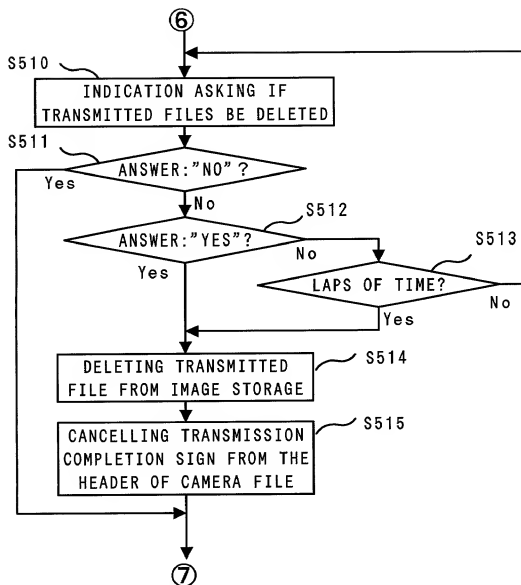 ⑥
S510
INDICATION ASKING IF
TRANSMITTED FILES BE DELETED
S511
Yes
ANSWER:"NO"?
No
S512
ANSWER:"YES"?
No
Yes
S513
LAPS OF TIME?
No
Yes
DELETING TRANSMITTED
FILE FROM IMAGE STORAGE
S514
CANCELLING TRANSMISSION
COMPLETION SIGN FROM THE
HEADER OF CAMERA FILE
S515
⑦